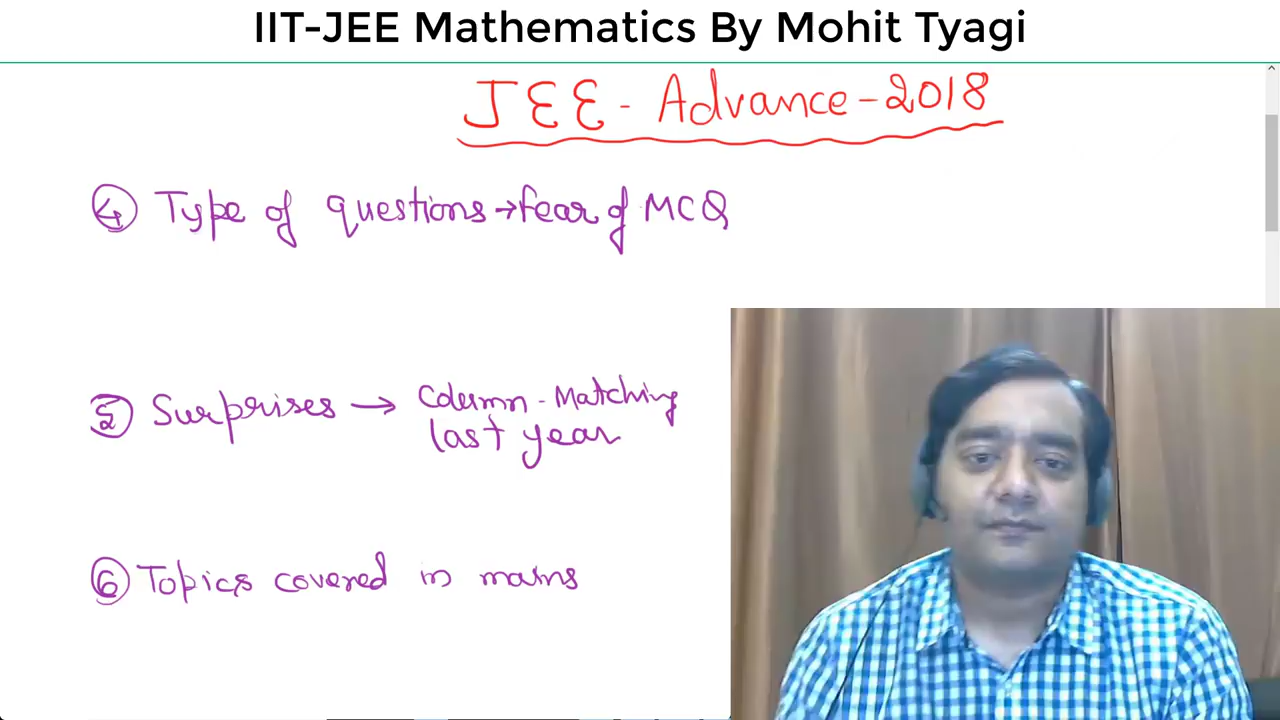 IIT-JEE Mathematics By Mohit Tyagi
JEE - Advance - 2018
④ Type of questions → fear of MCQ
⑤ Surprises → Column - Matching
last year
⑥ Topics covered in mains